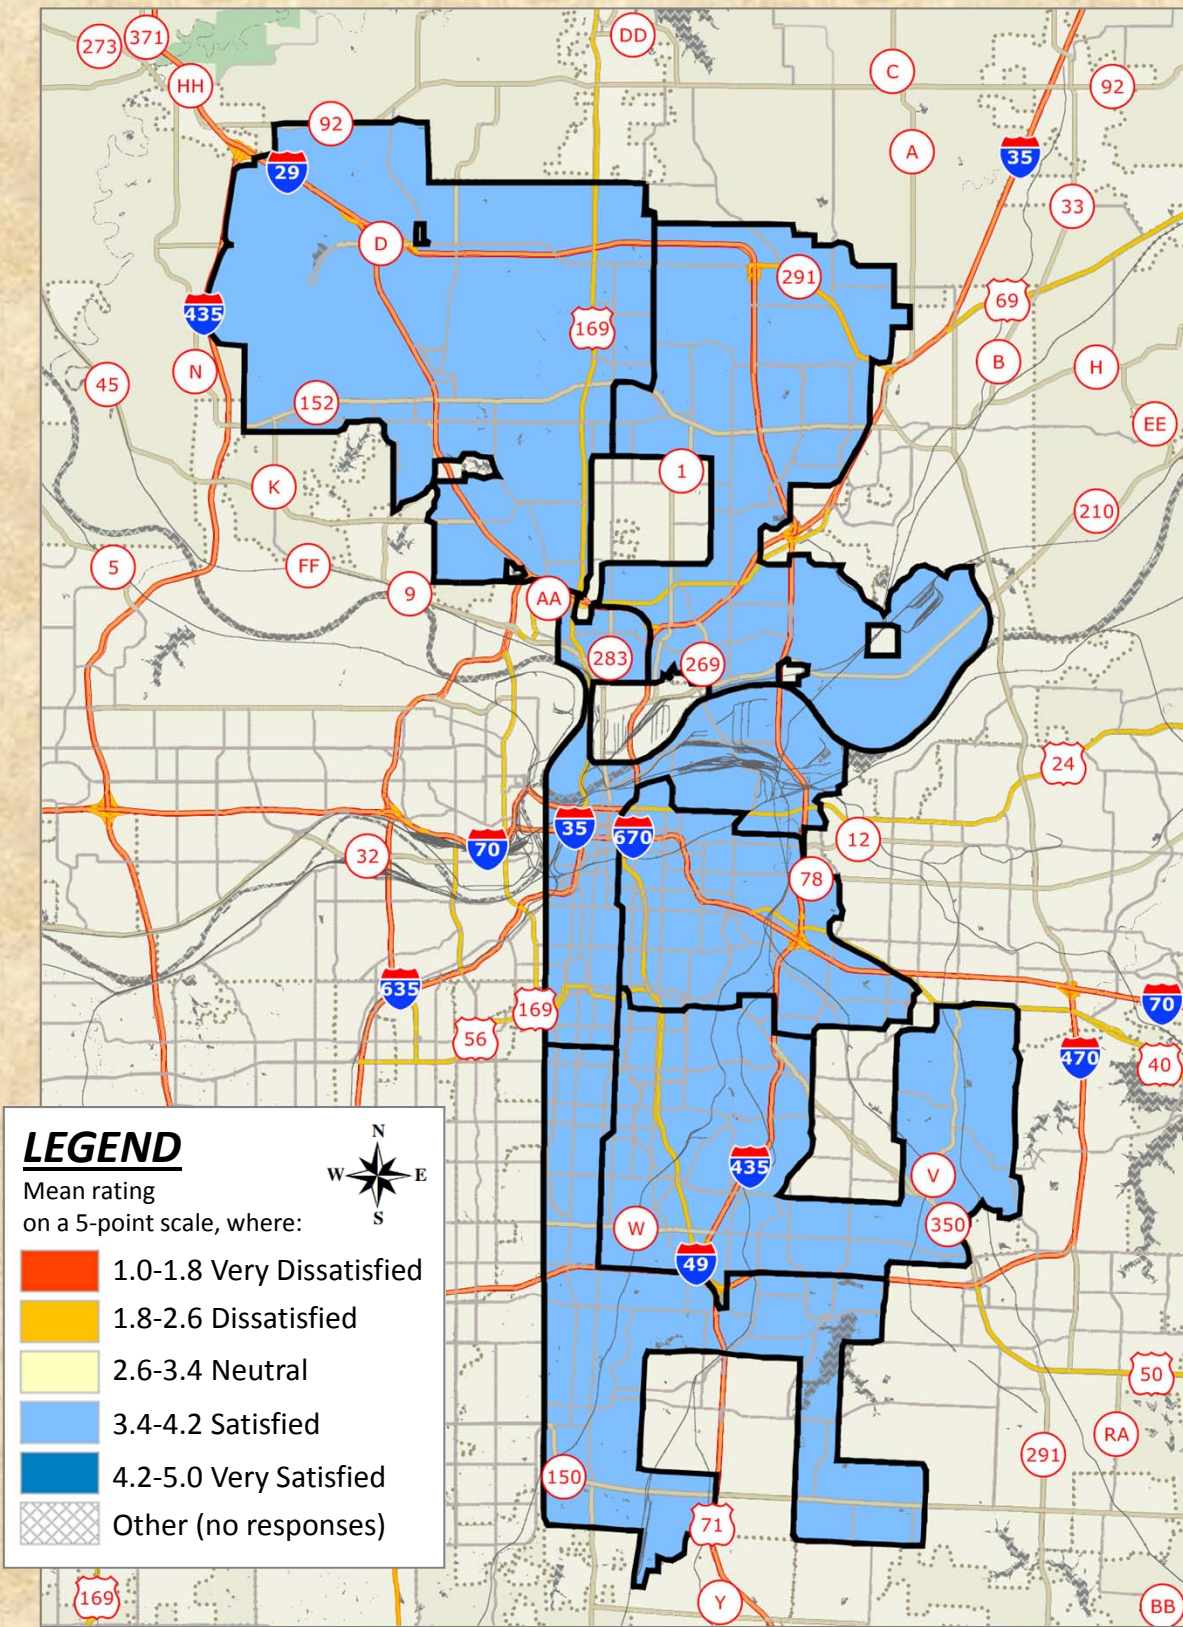 273
371
DD
HH
C
92
92
A
35
29
33
D
291
69
435
169
B
N
H
45
152
EE
1
K
210
5
FF
9
AA
283
269
24
35
670
12
70
32
78
635
169
70
56
470
40
LEGEND
N
W E
S
Mean rating
on a 5-point scale, where:
1.0-1.8 Very Dissatisfied
1.8-2.6 Dissatisfied
2.6-3.4 Neutral
3.4-4.2 Satisfied
4.2-5.0 Very Satisfied
Other (no responses)
435
V
W
350
49
50
RA
291
150
71
169
Y
BB